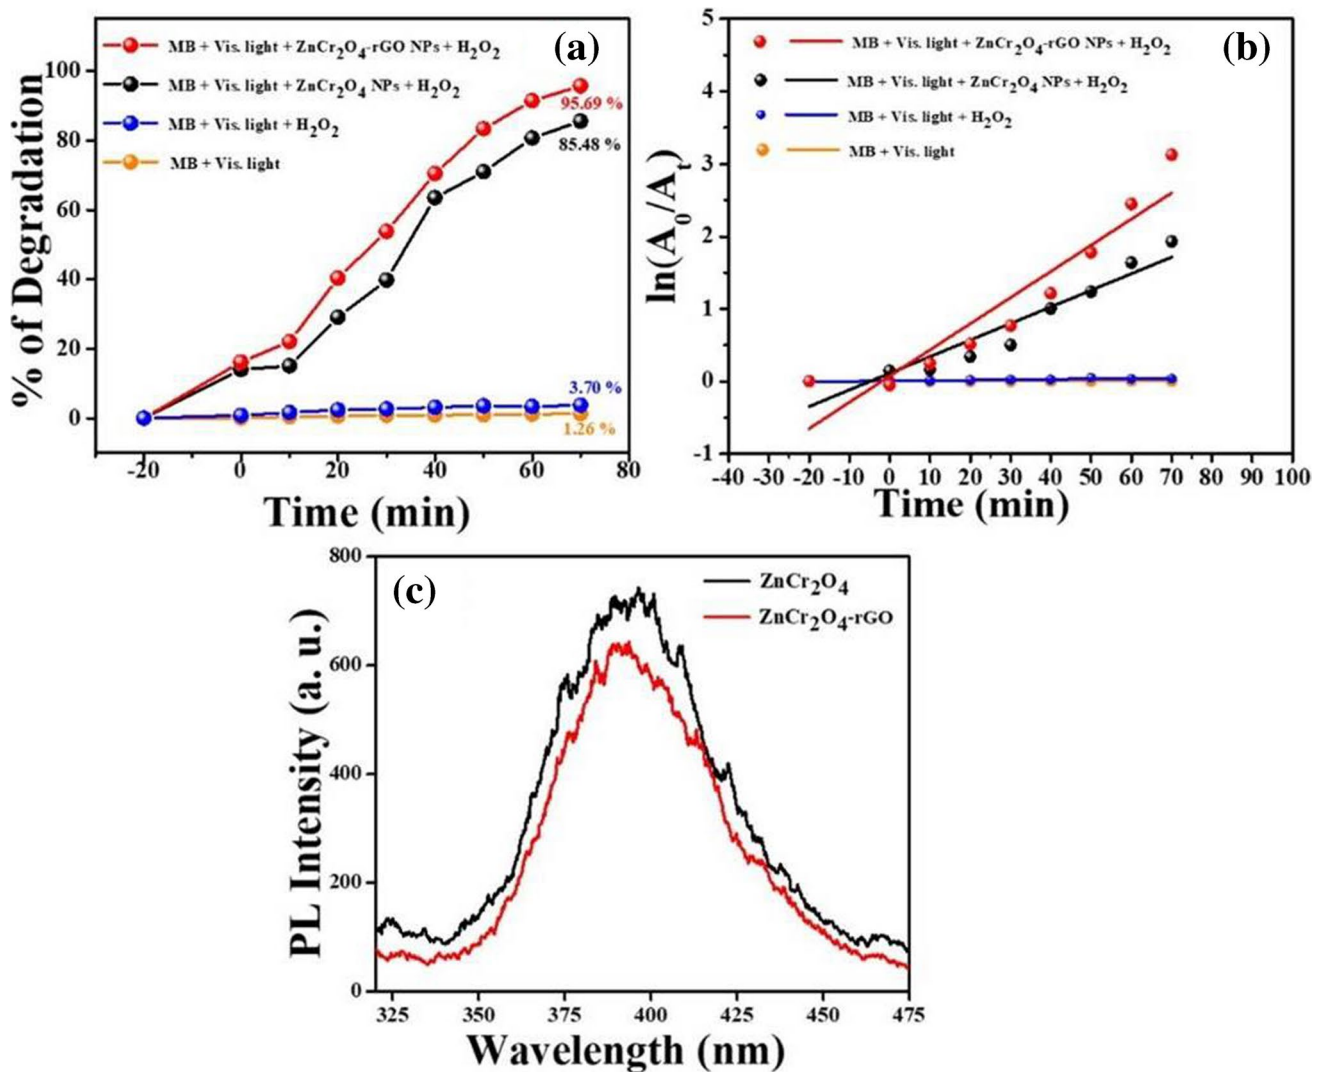 (a)
MB + Vis. light + ZnCr₂O₄-rGO NPs + H₂O₂
MB + Vis. light + ZnCr₂O₄ NPs + H₂O₂
MB + Vis. light + H₂O₂
MB + Vis. light
95.69 %
85.48 %
3.70 %
1.26 %
100
80
60
40
20
0
% of Degradation
-20
0
20
40
60
80
Time (min)
(b)
MB + Vis. light + ZnCr₂O₄-rGO NPs + H₂O₂
MB + Vis. light + ZnCr₂O₄ NPs + H₂O₂
MB + Vis. light + H₂O₂
MB + Vis. light
5
4
3
2
1
0
-1
ln(A₀/Aₜ)
-40
-30
-20
-10
0
10
20
30
40
50
60
70
80
90
100
Time (min)
(c)
ZnCr₂O₄
ZnCr₂O₄-rGO
800
600
400
200
0
PL Intensity (a. u.)
325
350
375
400
425
450
475
Wavelength (nm)